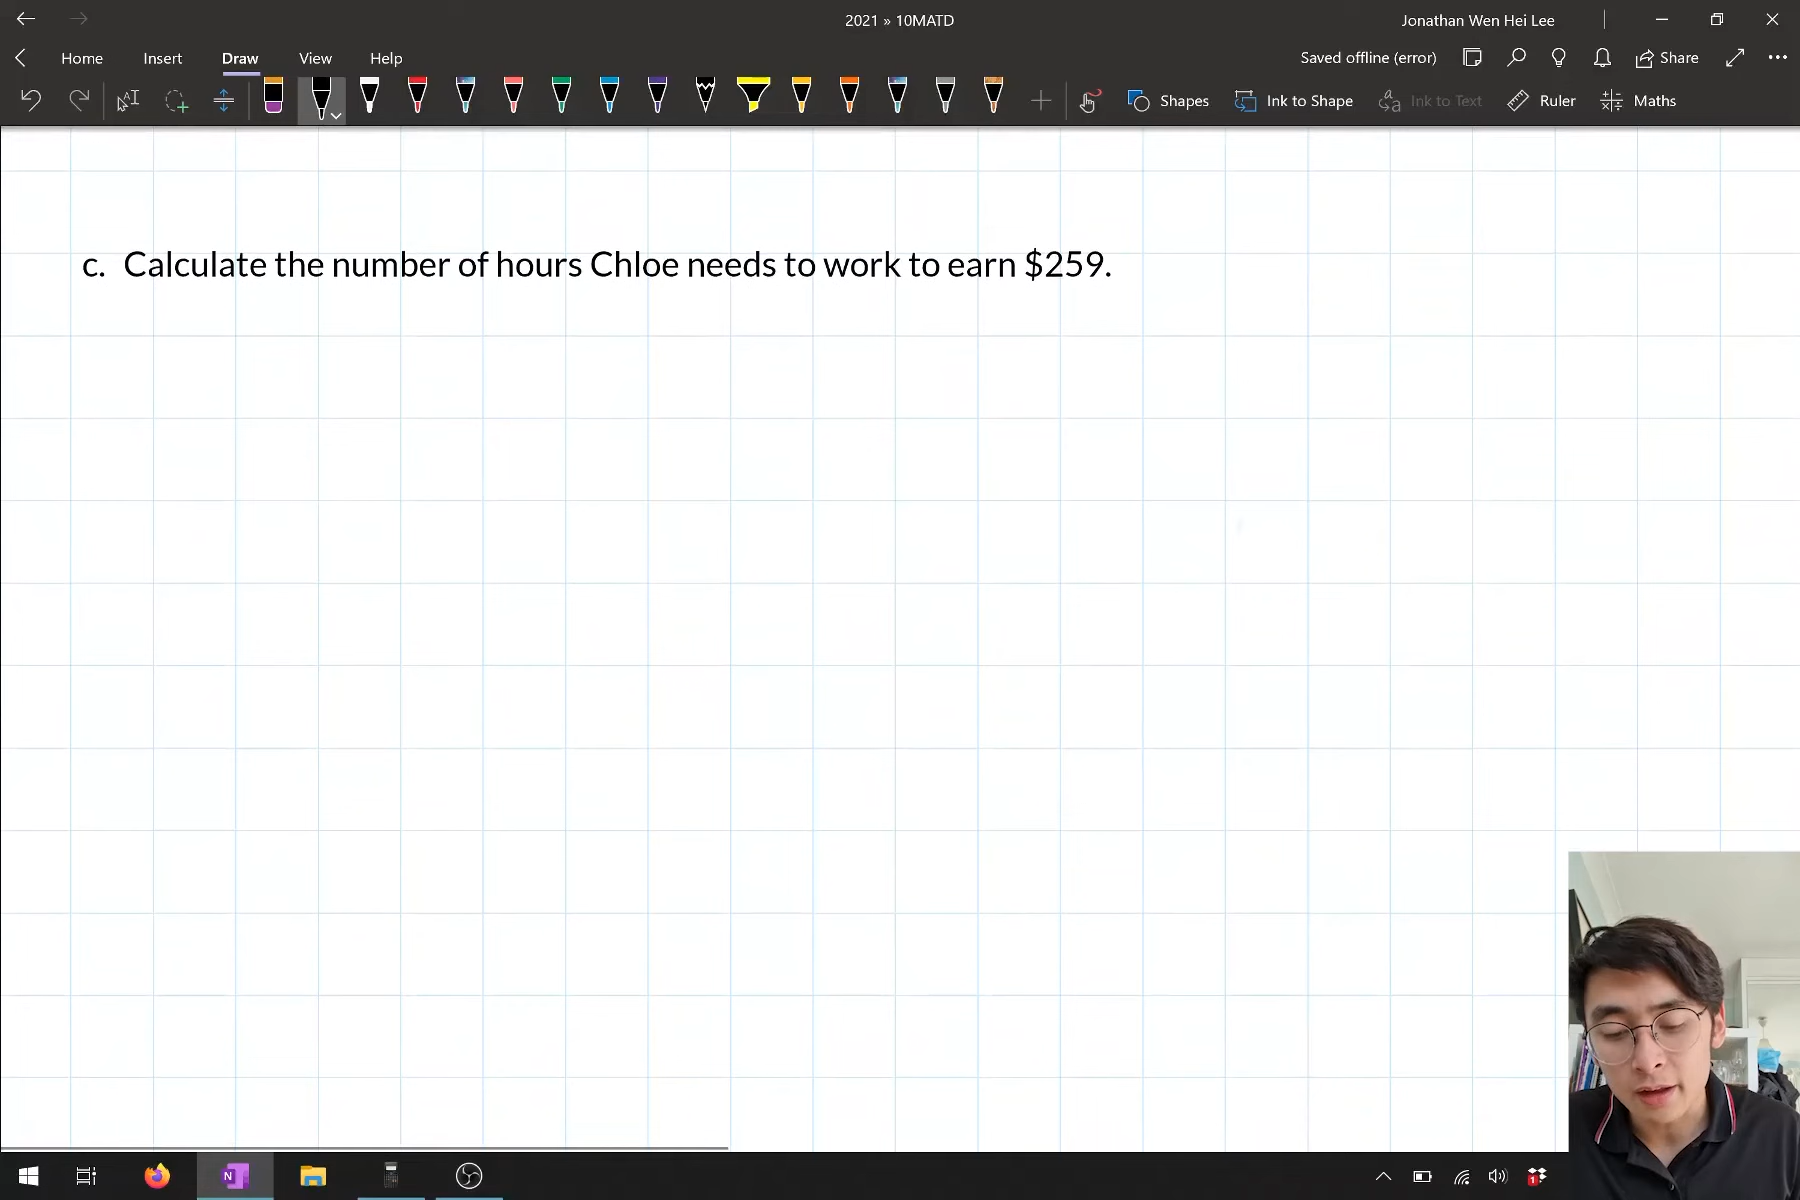 2021 » 10MATD
Jonathan Wen Hei Lee
Home Insert Draw View Help
Saved offline (error)
Share
Shapes
Ink to Shape
Ink to Text
Ruler
Maths
c. Calculate the number of hours Chloe needs to work to earn $259.
N
1